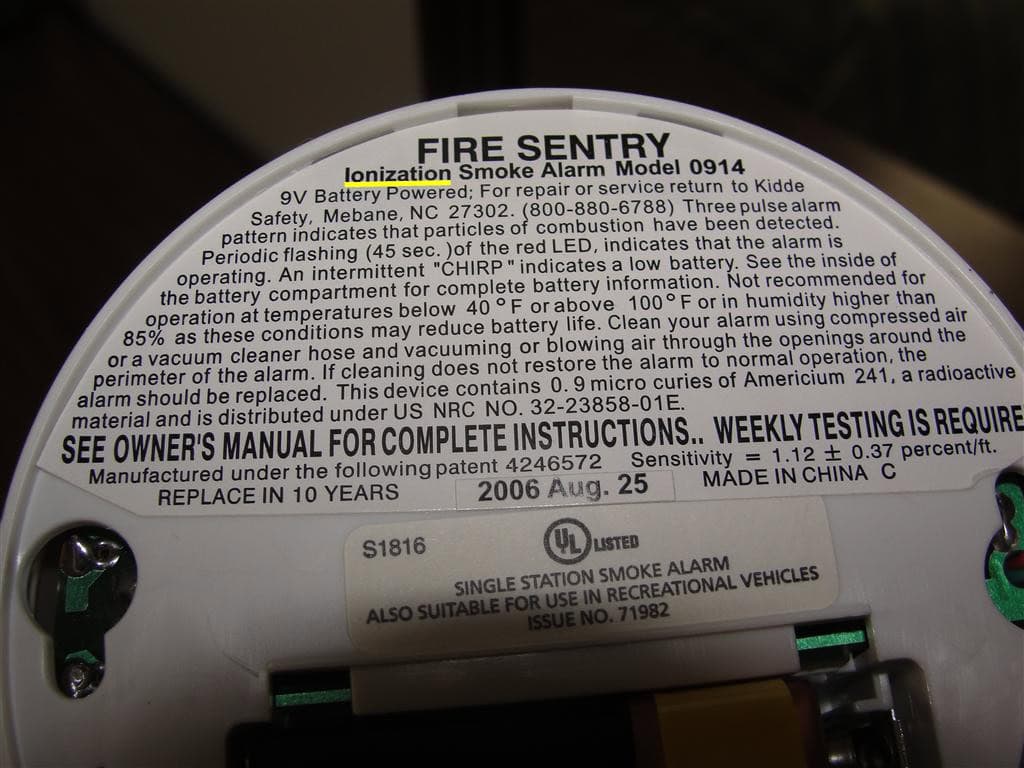 FIRE SENTRY
Ionization Smoke Alarm Model 0914
9V Battery Powered; For repair or service return to Kidde
Safety, Mebane, NC 27302. (800-880-6788) Three pulse alarm
pattern indicates that particles of combustion have been detected.
Periodic flashing (45 sec.)of the red LED, indicates that the alarm is
operating. An intermittent "CHIRP" indicates a low battery. See the inside of
the battery compartment for complete battery information. Not recommended for
operation at temperatures below 40°F or above 100°F or in humidity higher than
85% as these conditions may reduce battery life. Clean your alarm using compressed air
or a vacuum cleaner hose and vacuuming or blowing air through the openings around the
perimeter of the alarm. If cleaning does not restore the alarm to normal operation, the
alarm should be replaced. This device contains 0.9 micro curies of Americium 241, a radioactive
material and is distributed under US NRC NO. 32-23858-01E.
SEE OWNER'S MANUAL FOR COMPLETE INSTRUCTIONS.. WEEKLY TESTING IS REQUIRE
Manufactured under the following patent 4246572 Sensitivity = 1.12 ± 0.37 percent/ft.
REPLACE IN 10 YEARS 2006 Aug. 25 MADE IN CHINA C
S1816 UL LISTED
SINGLE STATION SMOKE ALARM
ALSO SUITABLE FOR USE IN RECREATIONAL VEHICLES
ISSUE NO. 71982